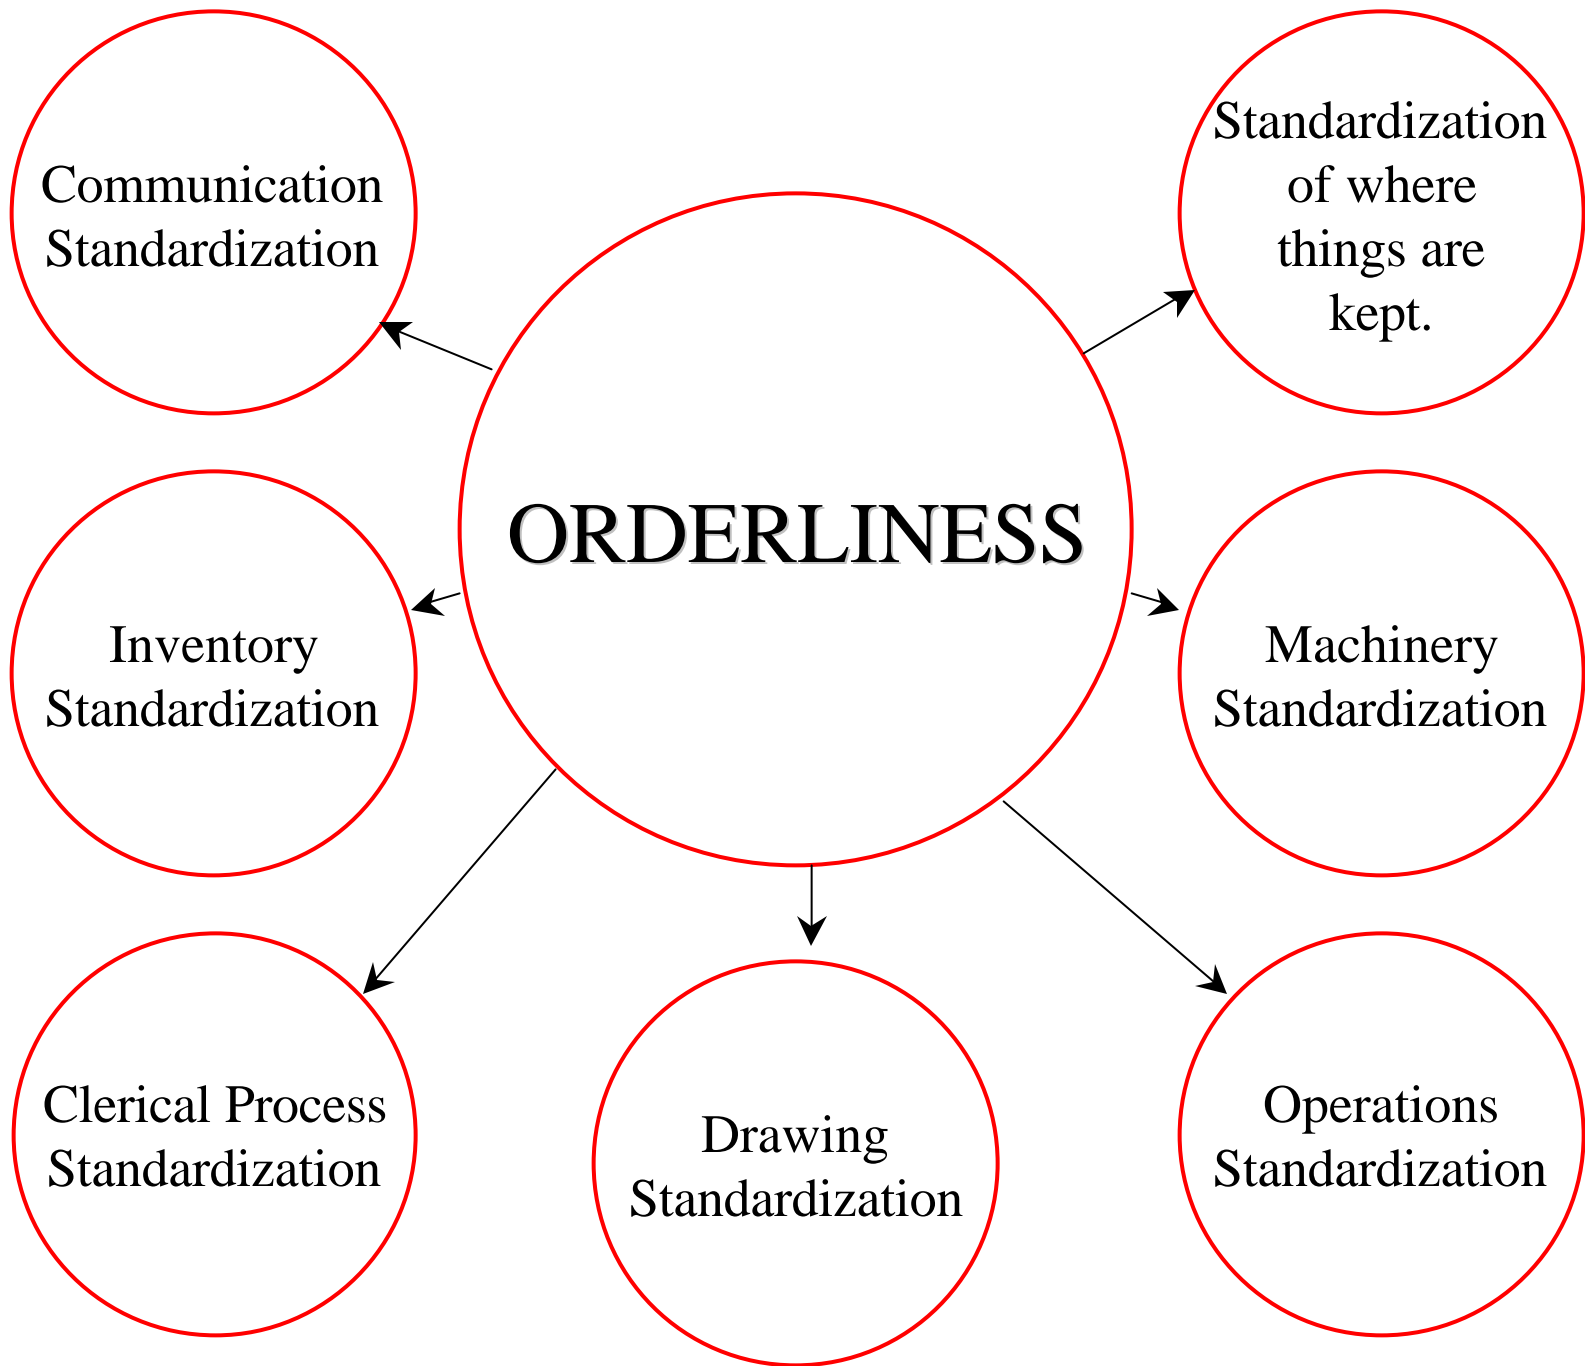 Communication
Standardization
Standardization
of where
things are
kept.
ORDERLINESS
Inventory
Standardization
Machinery
Standardization
Clerical Process
Standardization
Drawing
Standardization
Operations
Standardization